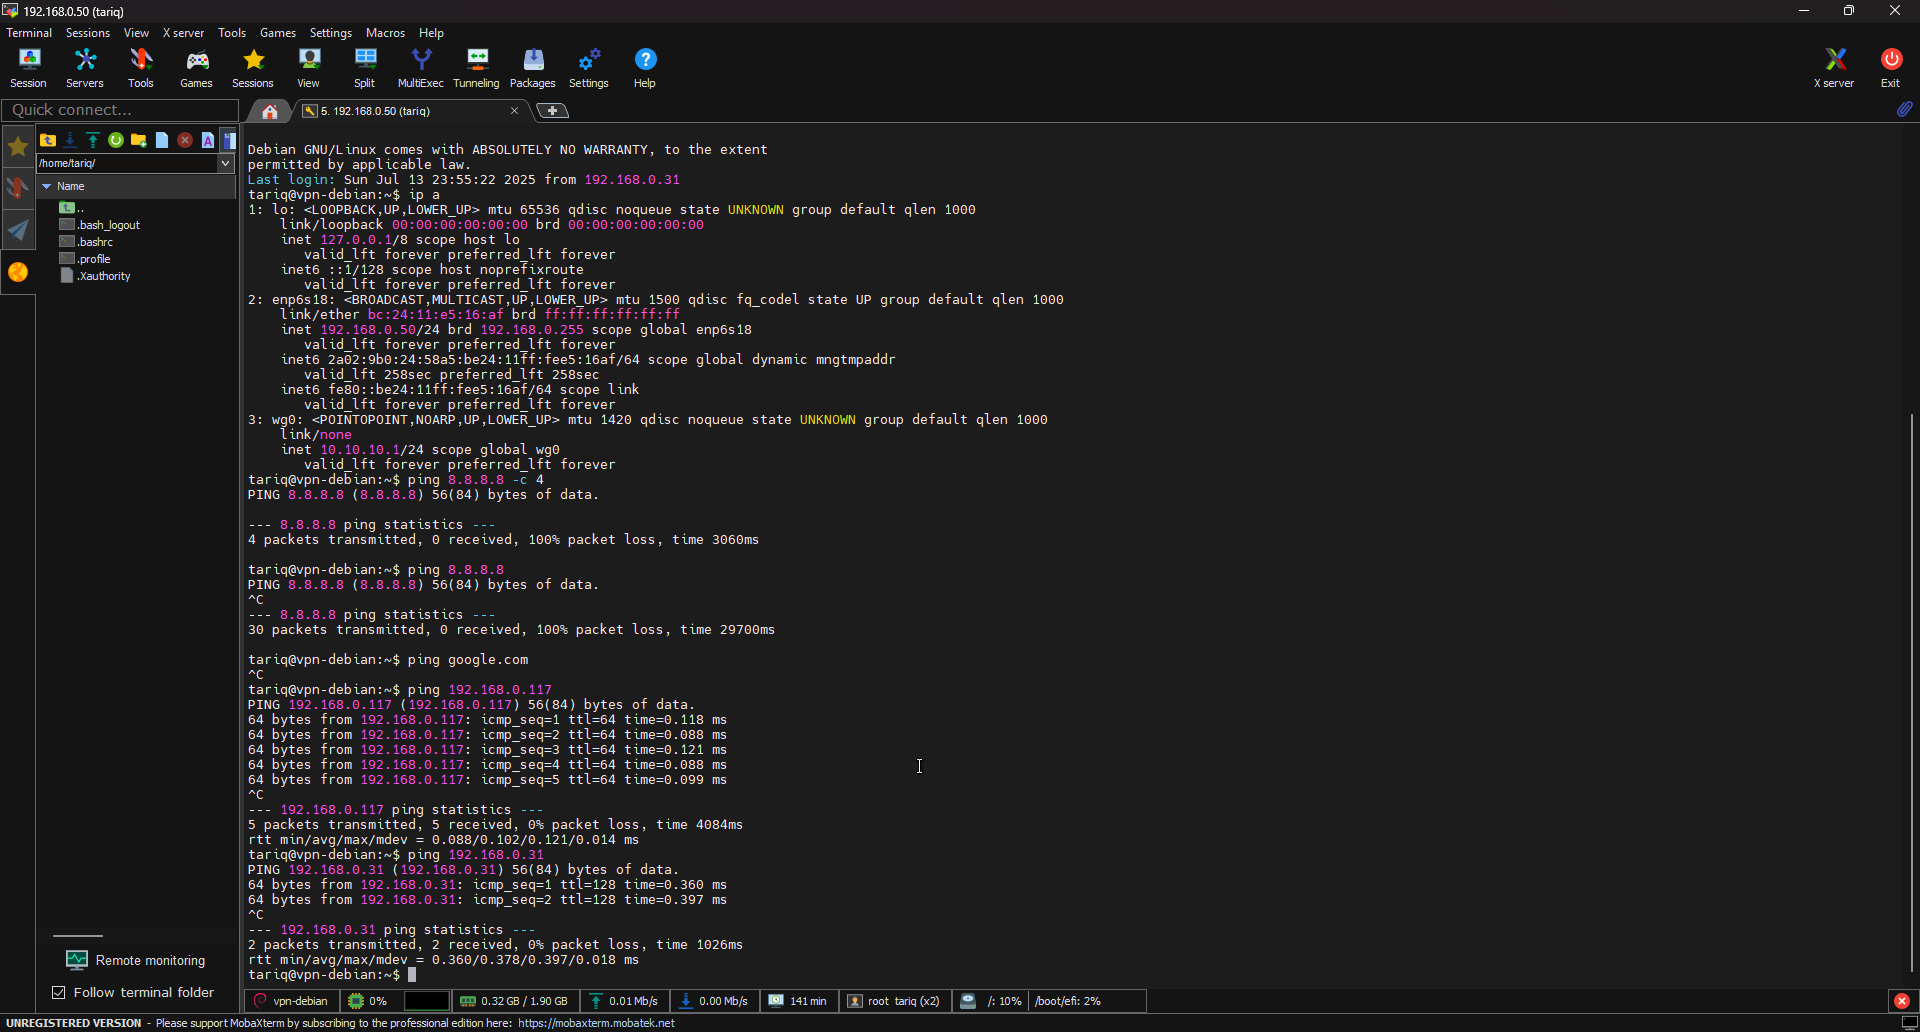 192.168.0.50 (tariq)
Terminal Sessions View X server Tools Games Settings Macros Help
Session Servers Tools Games Sessions View Split MultiExec Tunneling Packages Settings Help X server Exit
Quick connect...
5. 192.168.0.50 (tariq)
/home/tariq/
Name
..
.bash_logout
.bashrc
.profile
.Xauthority
Debian GNU/Linux comes with ABSOLUTELY NO WARRANTY, to the extent
permitted by applicable law.
Last login: Sun Jul 13 23:55:22 2025 from 192.168.0.31
tariq@vpn-debian:~$ ip a
1: lo: <LOOPBACK,UP,LOWER_UP> mtu 65536 qdisc noqueue state UNKNOWN group default qlen 1000
    link/loopback 00:00:00:00:00:00 brd 00:00:00:00:00:00
    inet 127.0.0.1/8 scope host lo
       valid_lft forever preferred_lft forever
    inet6 ::1/128 scope host noprefixroute
       valid_lft forever preferred_lft forever
2: enp6s18: <BROADCAST,MULTICAST,UP,LOWER_UP> mtu 1500 qdisc fq_codel state UP group default qlen 1000
    link/ether bc:24:11:e5:16:af brd ff:ff:ff:ff:ff:ff
    inet 192.168.0.50/24 brd 192.168.0.255 scope global enp6s18
       valid_lft forever preferred_lft forever
    inet6 2a02:9b0:24:58a5:be24:11ff:fee5:16af/64 scope global dynamic mngtmpaddr
       valid_lft 258sec preferred_lft 258sec
    inet6 fe80::be24:11ff:fee5:16af/64 scope link
       valid_lft forever preferred_lft forever
3: wg0: <POINTOPOINT,NOARP,UP,LOWER_UP> mtu 1420 qdisc noqueue state UNKNOWN group default qlen 1000
    link/none
    inet 10.10.10.1/24 scope global wg0
       valid_lft forever preferred_lft forever
tariq@vpn-debian:~$ ping 8.8.8.8 -c 4
PING 8.8.8.8 (8.8.8.8) 56(84) bytes of data.
--- 8.8.8.8 ping statistics ---
4 packets transmitted, 0 received, 100% packet loss, time 3060ms
tariq@vpn-debian:~$ ping 8.8.8.8
PING 8.8.8.8 (8.8.8.8) 56(84) bytes of data.
^C
--- 8.8.8.8 ping statistics ---
30 packets transmitted, 0 received, 100% packet loss, time 29700ms
tariq@vpn-debian:~$ ping google.com
^C
tariq@vpn-debian:~$ ping 192.168.0.117
PING 192.168.0.117 (192.168.0.117) 56(84) bytes of data.
64 bytes from 192.168.0.117: icmp_seq=1 ttl=64 time=0.118 ms
64 bytes from 192.168.0.117: icmp_seq=2 ttl=64 time=0.088 ms
64 bytes from 192.168.0.117: icmp_seq=3 ttl=64 time=0.121 ms
64 bytes from 192.168.0.117: icmp_seq=4 ttl=64 time=0.088 ms
64 bytes from 192.168.0.117: icmp_seq=5 ttl=64 time=0.099 ms
^C
--- 192.168.0.117 ping statistics ---
5 packets transmitted, 5 received, 0% packet loss, time 4084ms
rtt min/avg/max/mdev = 0.088/0.102/0.121/0.014 ms
tariq@vpn-debian:~$ ping 192.168.0.31
PING 192.168.0.31 (192.168.0.31) 56(84) bytes of data.
64 bytes from 192.168.0.31: icmp_seq=1 ttl=128 time=0.360 ms
64 bytes from 192.168.0.31: icmp_seq=2 ttl=128 time=0.397 ms
^C
--- 192.168.0.31 ping statistics ---
2 packets transmitted, 2 received, 0% packet loss, time 1026ms
rtt min/avg/max/mdev = 0.360/0.378/0.397/0.018 ms
tariq@vpn-debian:~$
Remote monitoring
Follow terminal folder
vpn-debian 0% 0.32 GB / 1.90 GB 0.01 Mb/s 0.00 Mb/s 141 min root tariq (x2) /: 10% /boot/efi: 2%
UNREGISTERED VERSION - Please support MobaXterm by subscribing to the professional edition here: https://mobaxterm.mobatek.net